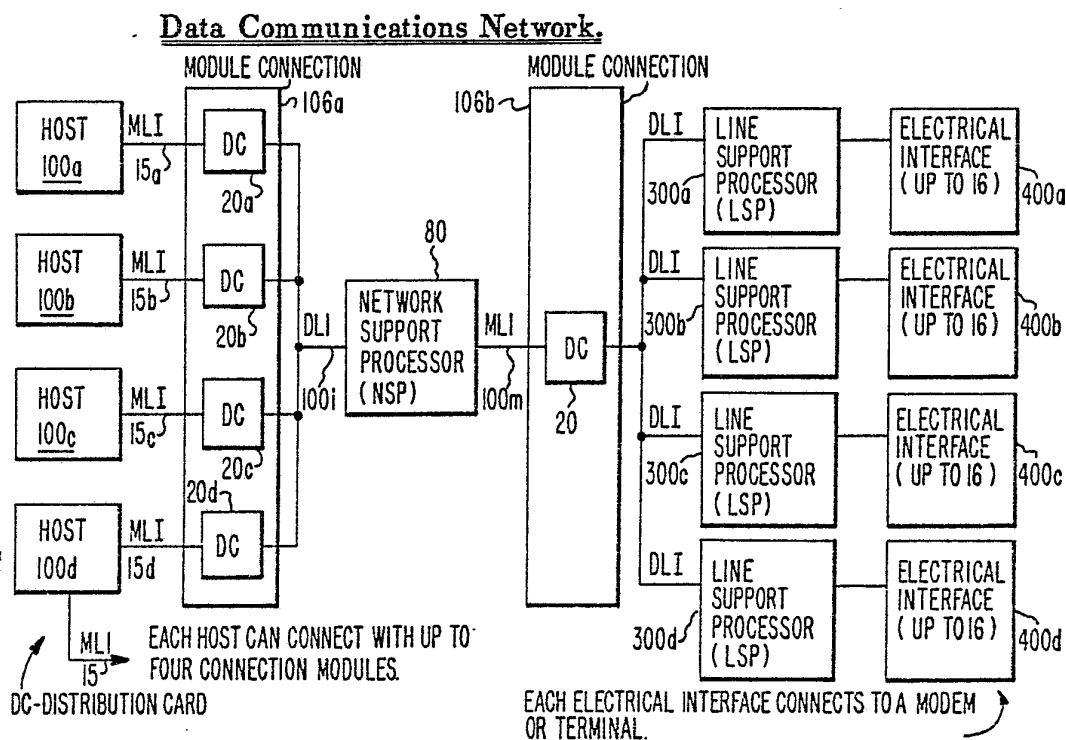 Data Communications Network.
MODULE CONNECTION
106a
HOST
100a
MLI
15a
DC
20a
HOST
100b
MLI
15b
DC
20b
HOST
100c
MLI
15c
DC
20c
20d
HOST
100d
MLI
15d
DC
DLI
100i
80
NETWORK
SUPPORT
PROCESSOR
(NSP)
MLI
100m
MODULE CONNECTION
106b
DC
20
DLI
300a
LINE
SUPPORT
PROCESSOR
(LSP)
ELECTRICAL
INTERFACE
(UP TO 16)
400a
DLI
300b
LINE
SUPPORT
PROCESSOR
(LSP)
ELECTRICAL
INTERFACE
(UP TO 16)
400b
DLI
300c
LINE
SUPPORT
PROCESSOR
(LSP)
ELECTRICAL
INTERFACE
(UP TO 16)
400c
DLI
300d
LINE
SUPPORT
PROCESSOR
(LSP)
ELECTRICAL
INTERFACE
(UP TO 16)
400d
MLI
15
EACH HOST CAN CONNECT WITH UP TO
FOUR CONNECTION MODULES.
DC-DISTRIBUTION CARD
EACH ELECTRICAL INTERFACE CONNECTS TO A MODEM
OR TERMINAL.